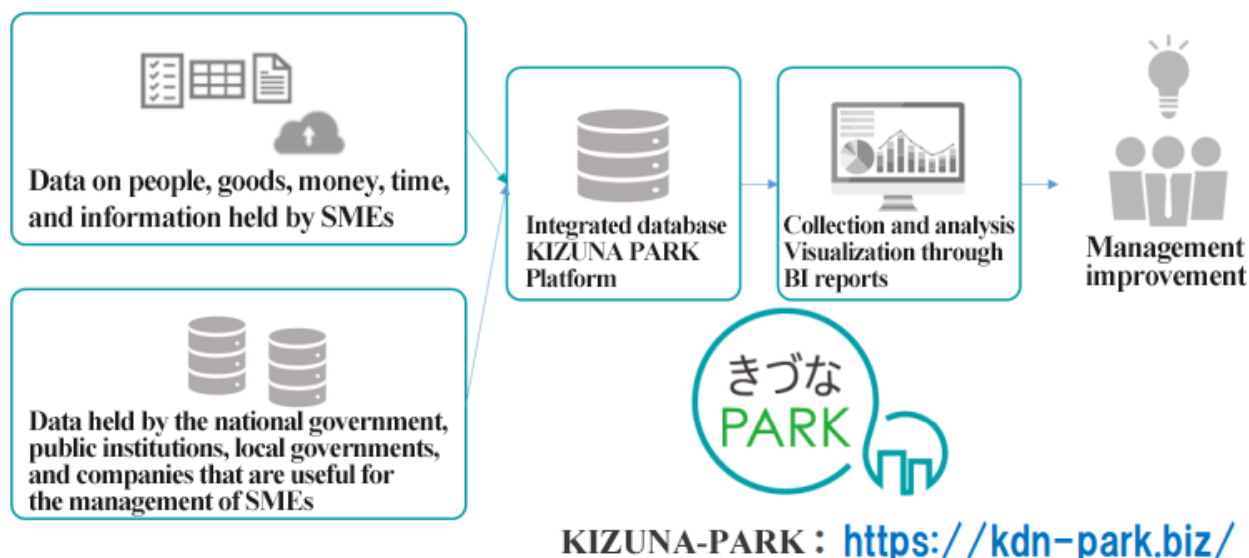 Data on people, goods, money, time,
and information held by SMEs
Data held by the national government,
public institutions, local governments,
and companies that are useful for
the management of SMEs
Integrated database
KIZUNA PARK
Platform
Collection and analysis
Visualization through
BI reports
Management
improvement
きづな
PARK
KIZUNA-PARK：https://kdn-park.biz/